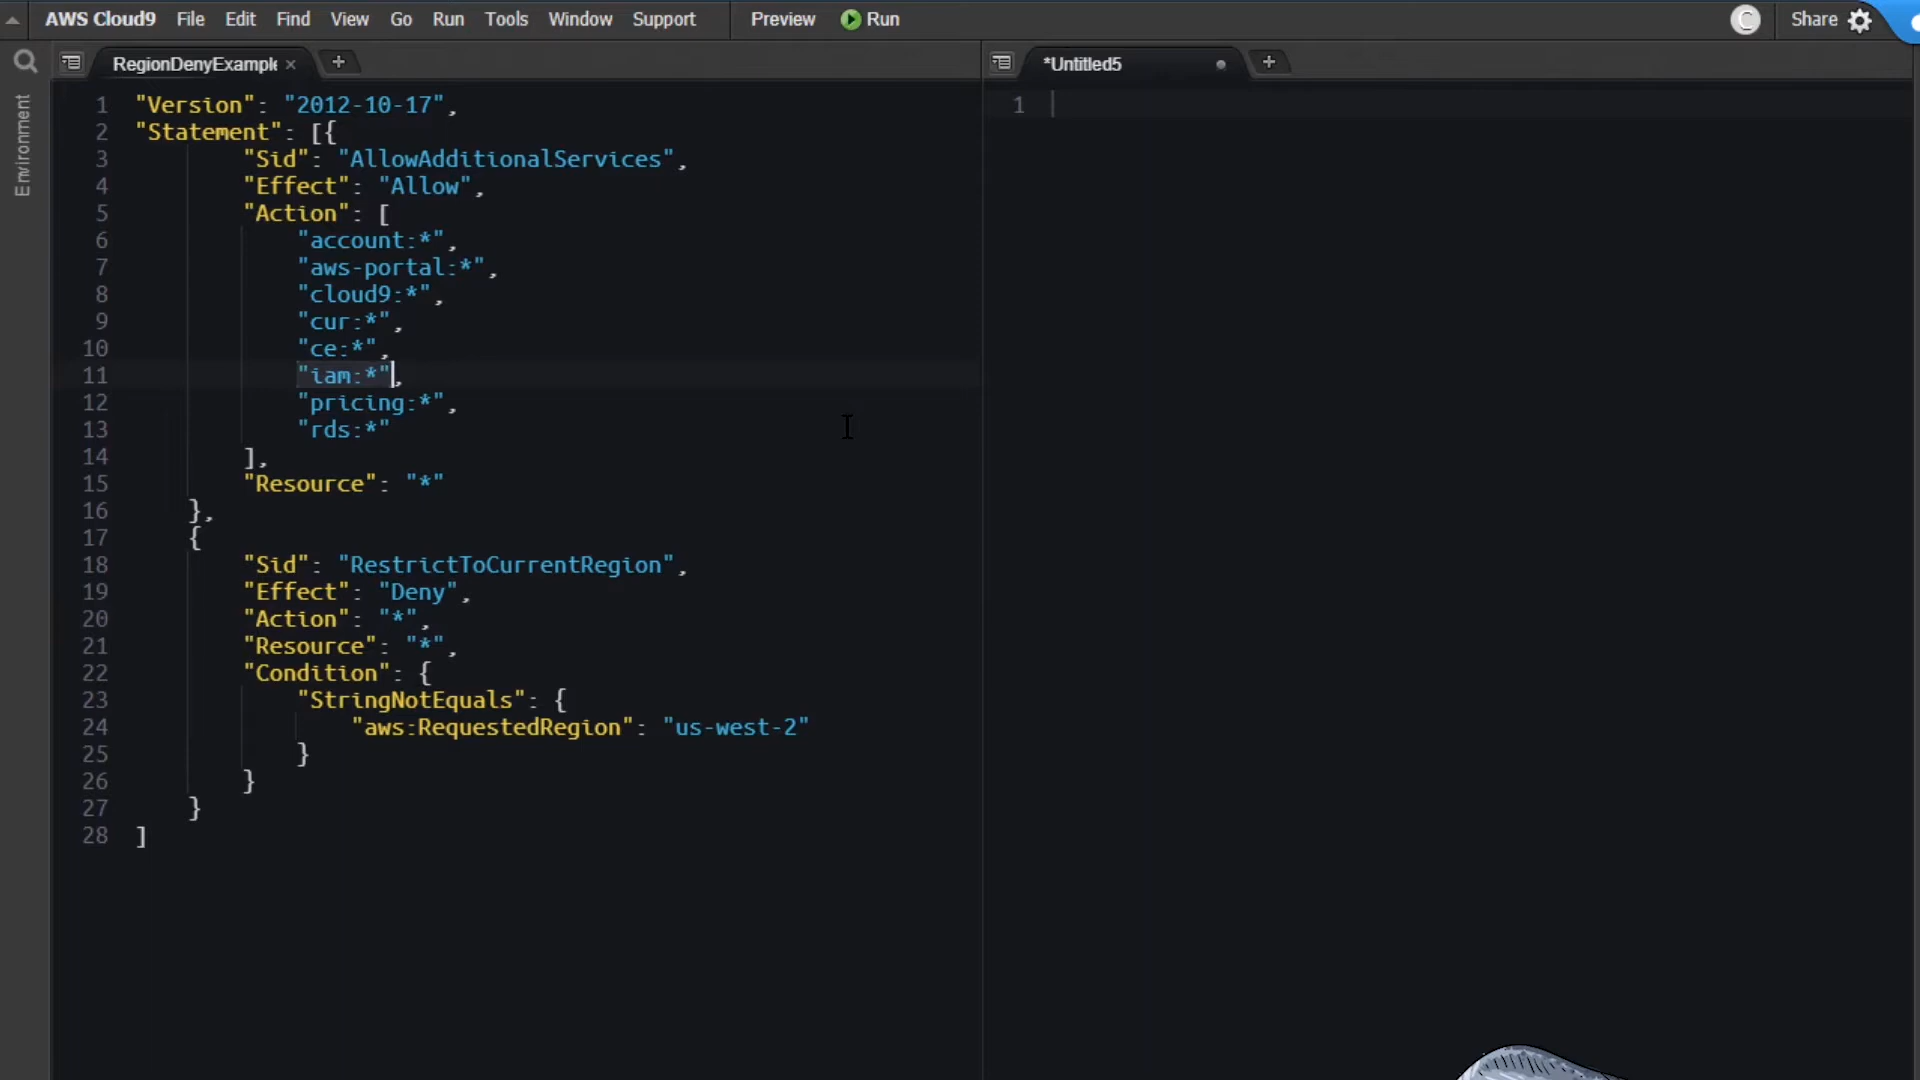 AWS Cloud9 File Edit Find View Go Run Tools Window Support Preview Run C Share
RegionDenyExample × +
Environment
1 "Version": "2012-10-17",
2 "Statement": [{
3 "Sid": "AllowAdditionalServices",
4 "Effect": "Allow",
5 "Action": [
6 "account:*",
7 "aws-portal:*",
8 "cloud9:*",
9 "cur:*",
10 "ce:*",
11 "iam:*",
12 "pricing:*",
13 "rds:*"
14 ],
15 "Resource": "*"
16 },
17 {
18 "Sid": "RestrictToCurrentRegion",
19 "Effect": "Deny",
20 "Action": "*",
21 "Resource": "*",
22 "Condition": {
23 "StringNotEquals": {
24 "aws:RequestedRegion": "us-west-2"
25 }
26 }
27 }
28 ]
*Untitled5 +
1